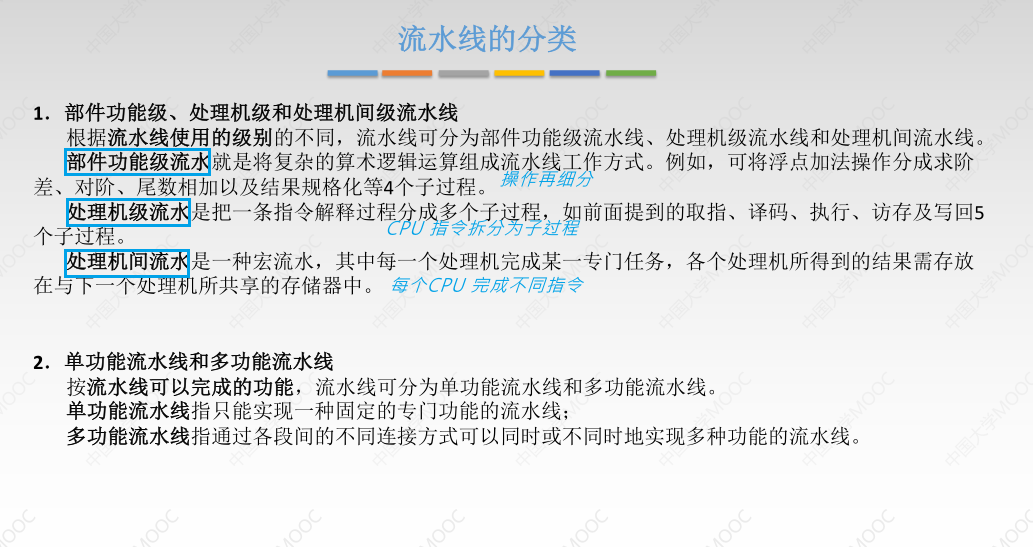 流水线的分类
1. 部件功能级、处理机级和处理机间级流水线
根据流水线使用的级别的不同，流水线可分为部件功能级流水线、处理机级流水线和处理机间流水线。
部件功能级流水就是将复杂的算术逻辑运算组成流水线工作方式。例如，可将浮点加法操作分成求阶
差、对阶、尾数相加以及结果规格化等4个子过程。
操作再细分
处理机级流水是把一条指令解释过程分成多个子过程，如前面提到的取指、译码、执行、访存及写回5
个子过程。
CPU 指令拆分为子过程
处理机间流水是一种宏流水，其中每一个处理机完成某一专门任务，各个处理机所得到的结果需存放
在与下一个处理机所共享的存储器中。
每个CPU 完成不同指令
2. 单功能流水线和多功能流水线
按流水线可以完成的功能，流水线可分为单功能流水线和多功能流水线。
单功能流水线指只能实现一种固定的专门功能的流水线；
多功能流水线指通过各段间的不同连接方式可以同时或不同时地实现多种功能的流水线。
中国大学MOOC